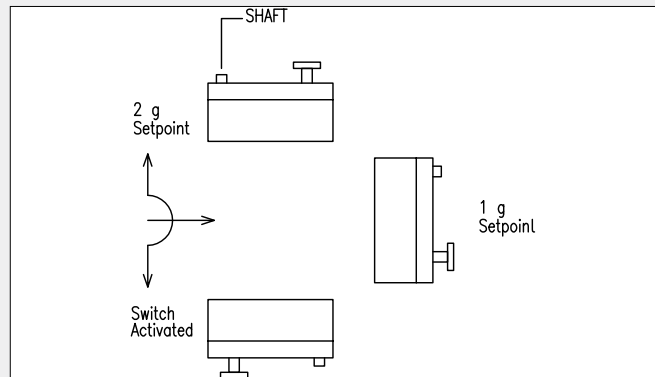 SHAFT
2 g
Setpoint
1 g
Setpoinl
Switch
Activated